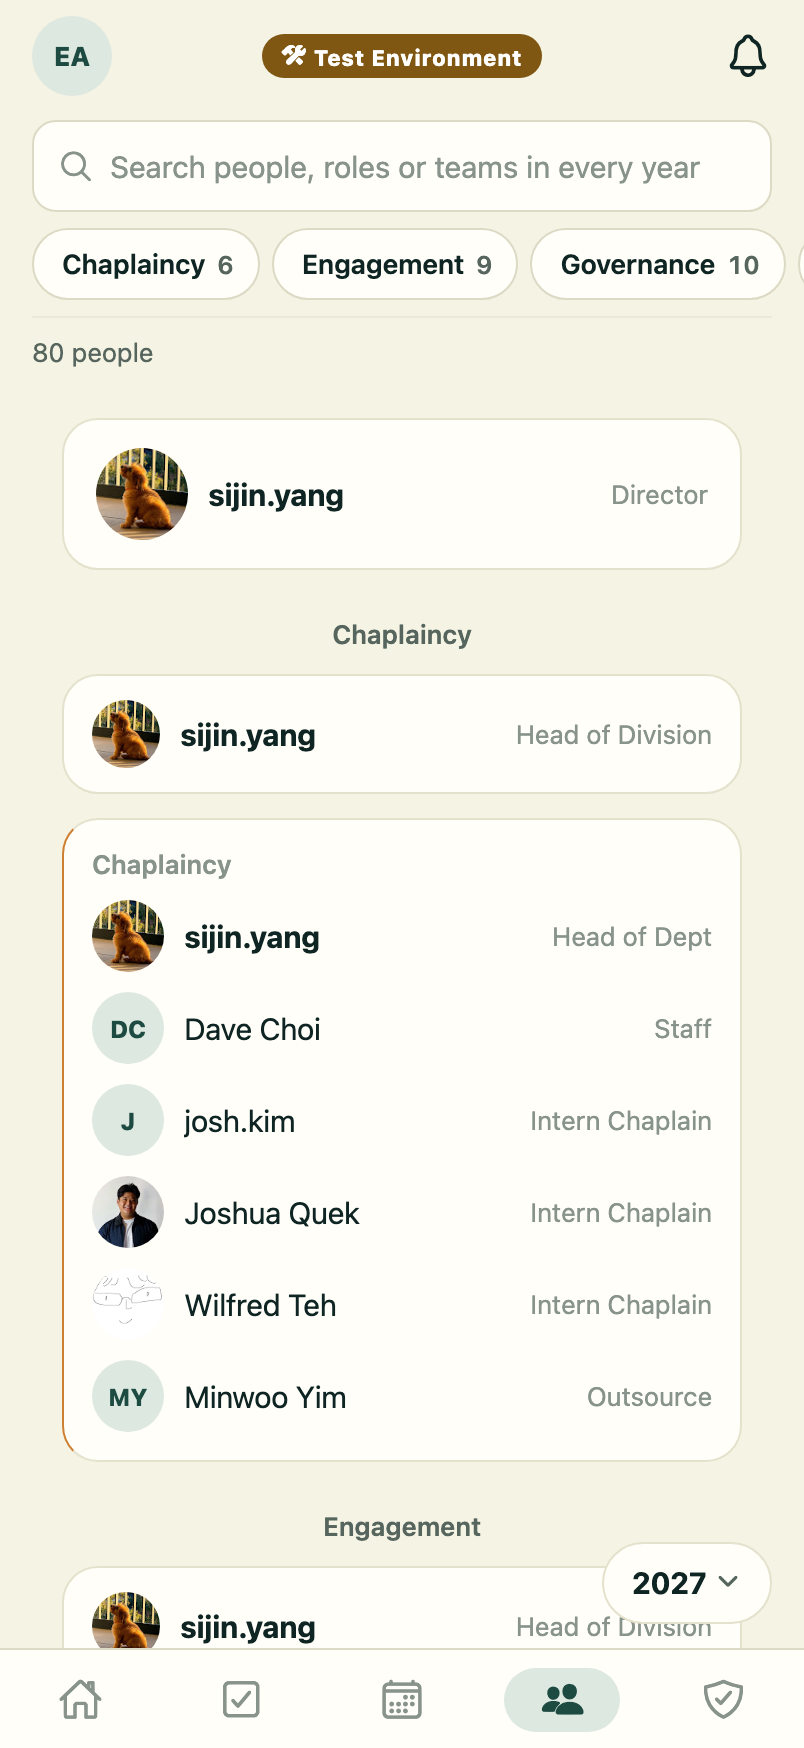 EA
Test Environment
Search people, roles or teams in every year
Chaplaincy 6
Engagement 9
Governance 10
80 people
sijin.yang Director
Chaplaincy
sijin.yang Head of Division
Chaplaincy
sijin.yang Head of Dept
DC Dave Choi Staff
J josh.kim Intern Chaplain
Joshua Quek Intern Chaplain
Wilfred Teh Intern Chaplain
MY Minwoo Yim Outsource
Engagement
2027
sijin.yang Head of Division